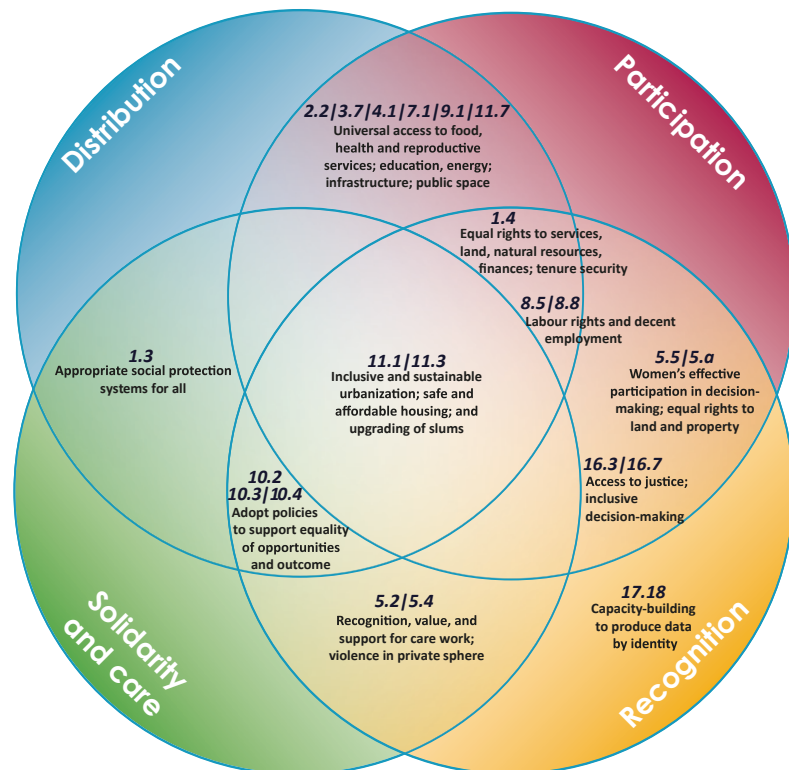 Distribution
Participation
2.2|3.7|4.1|7.1|9.1|11.7
Universal access to food,
health and reproductive
services; education, energy;
infrastructure; public space
1.4
Equal rights to services,
land, natural resources,
finances; tenure security
8.5|8.8
Labour rights and decent
employment
1.3
Appropriate social protection
systems for all
11.1|11.3
Inclusive and sustainable
urbanization; safe and
affordable housing; and
upgrading of slums
5.5|5.a
Women's effective
participation in decision-
making; equal rights to
land and property
16.3|16.7
Access to justice;
inclusive
decision-making
10.2
10.3|10.4
Adopt policies
to support equality
of opportunities
and outcome
5.2|5.4
Recognition, value, and
support for care work;
violence in private sphere
17.18
Capacity-building
to produce data
by identity
Solidarity
and care
Recognition